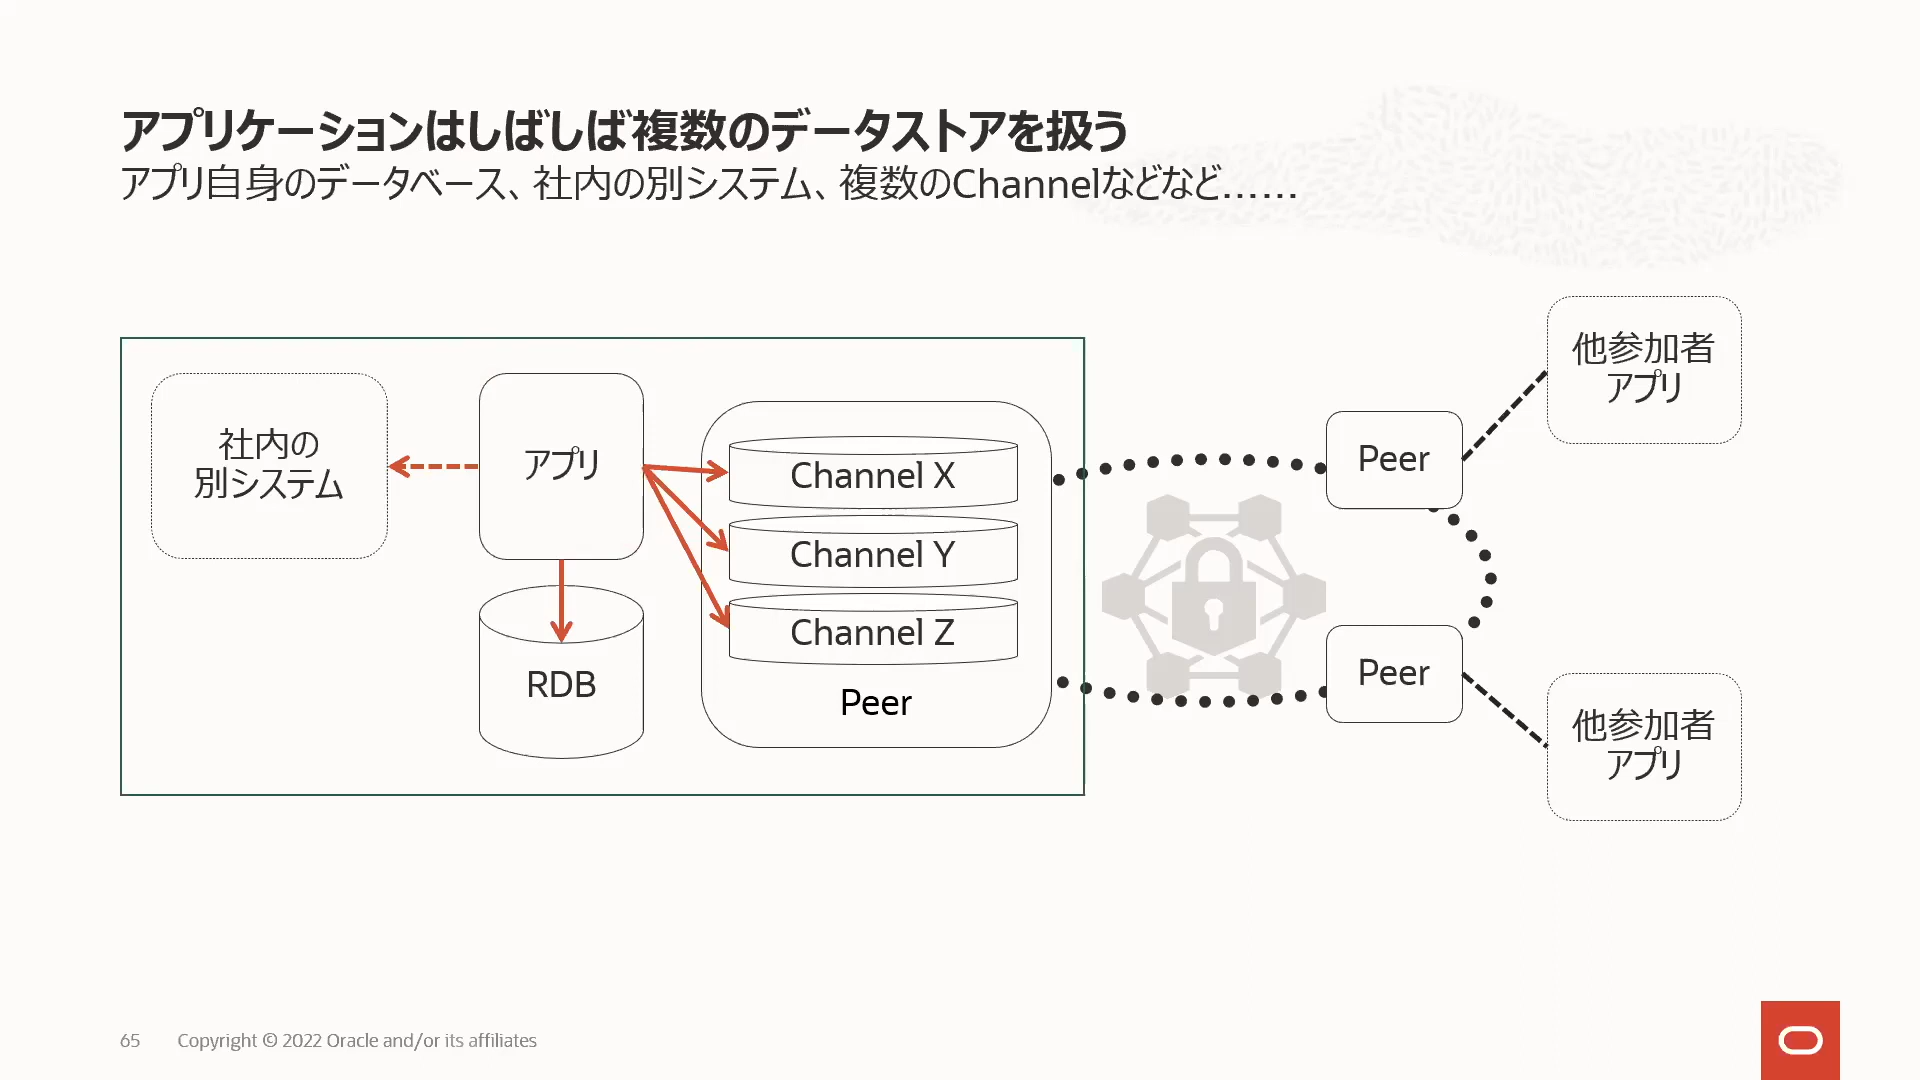 アプリケーションはしばしば複数のデータストアを扱う
アプリ自身のデータベース、社内の別システム、複数のChannelなどなど……
社内の
別システム
アプリ
RDB
Channel X
Channel Y
Channel Z
Peer
Peer
Peer
他参加者
アプリ
他参加者
アプリ
65
Copyright © 2022 Oracle and/or its affiliates